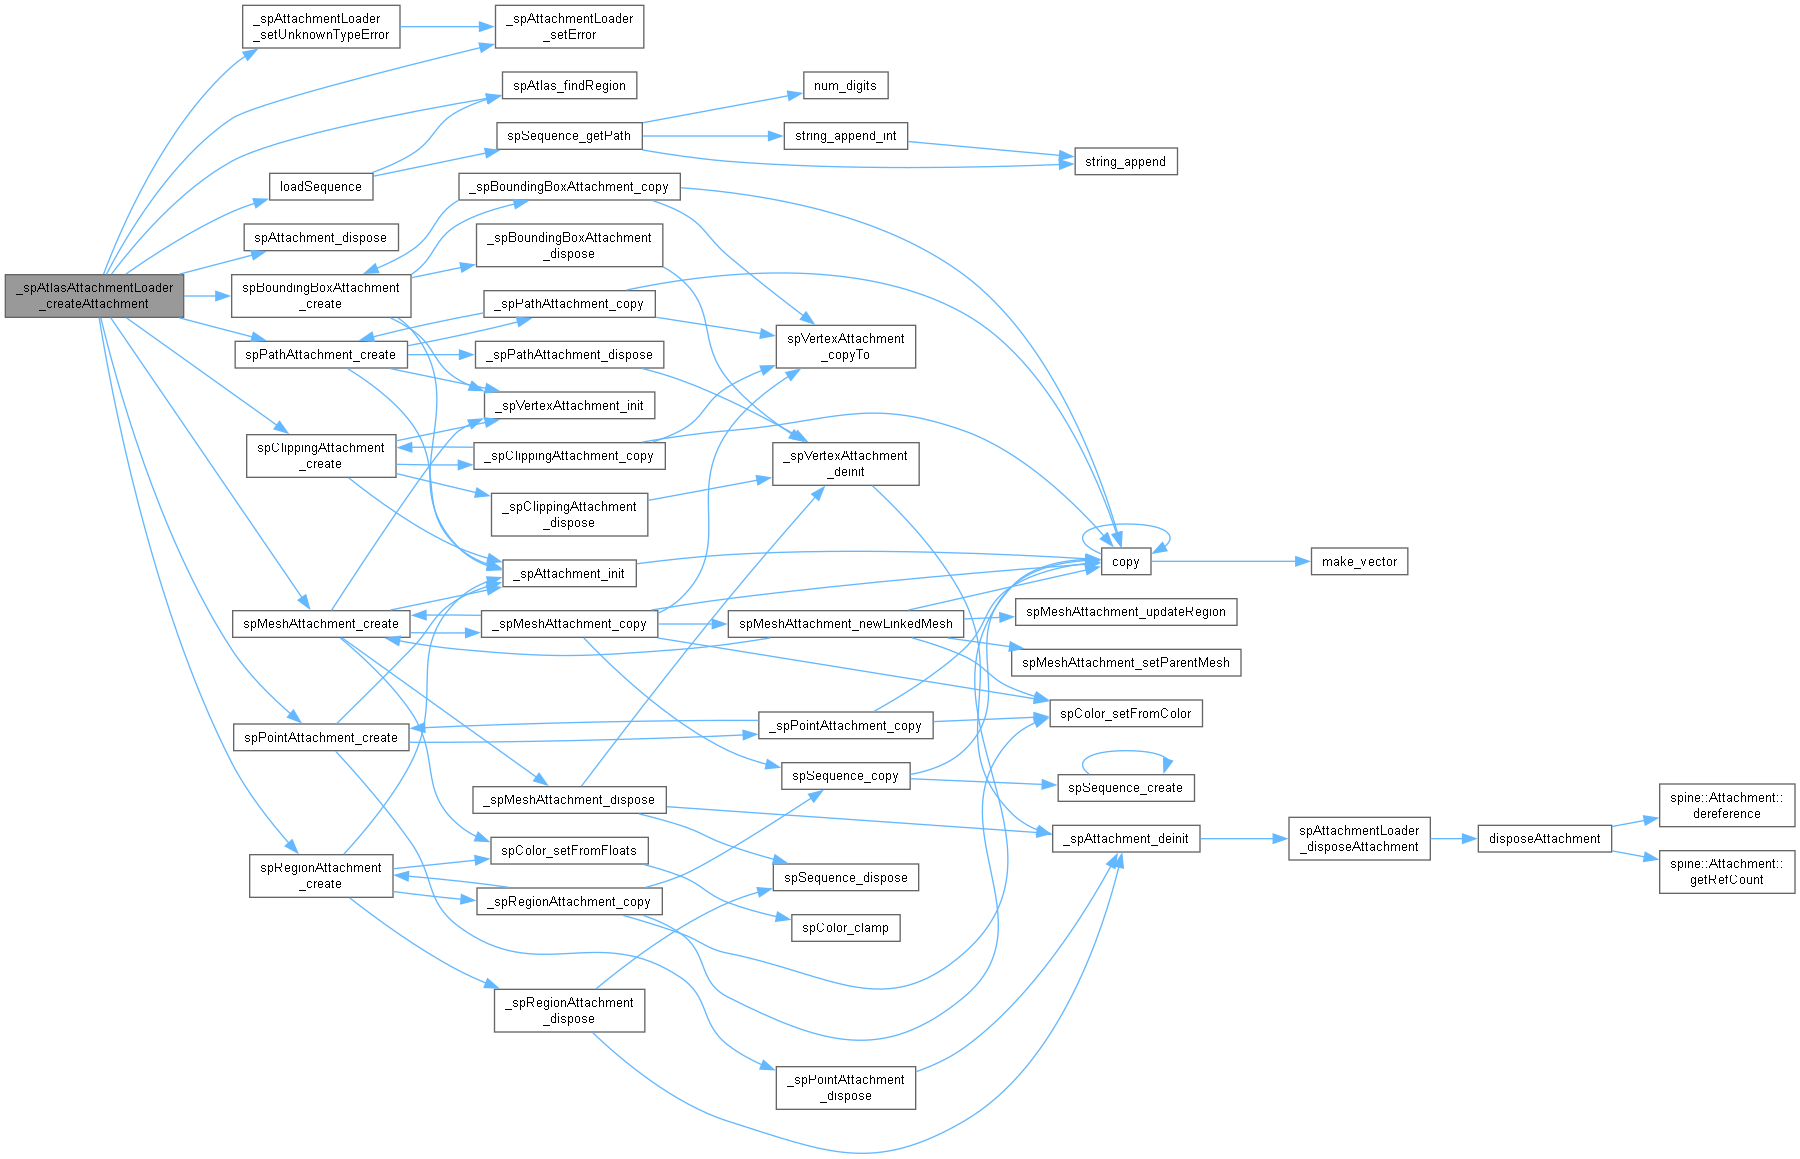 _spAtlasAttachmentLoader
_createAttachment
_spAttachmentLoader
_setUnknownTypeError
_spAttachmentLoader
_setError
spAtlas_findRegion
loadSequence
spSequence_getPath
num_digits
string_append_int
string_append
spAttachment_dispose
spBoundingBoxAttachment
_create
_spBoundingBoxAttachment_copy
_spBoundingBoxAttachment
_dispose
spPathAttachment_create
_spPathAttachment_copy
_spPathAttachment_dispose
spVertexAttachment
_copyTo
_spVertexAttachment_init
spClippingAttachment
_create
_spClippingAttachment_copy
_spClippingAttachment
_dispose
_spVertexAttachment
_deinit
_spAttachment_init
copy
make_vector
spMeshAttachment_create
_spMeshAttachment_copy
spMeshAttachment_newLinkedMesh
spMeshAttachment_updateRegion
spMeshAttachment_setParentMesh
spColor_setFromColor
spPointAttachment_create
_spPointAttachment_copy
spSequence_copy
spSequence_create
_spMeshAttachment_dispose
spColor_setFromFloats
spSequence_dispose
spColor_clamp
_spAttachment_deinit
spAttachmentLoader
_disposeAttachment
disposeAttachment
spine::Attachment::
dereference
spine::Attachment::
getRefCount
spRegionAttachment
_create
_spRegionAttachment_copy
_spRegionAttachment
_dispose
_spPointAttachment
_dispose